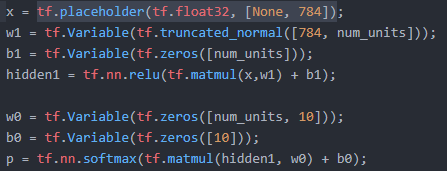 x = tf.placeholder(tf.float32, [None, 784]);
w1 = tf.Variable(tf.truncated_normal([784, num_units]));
b1 = tf.Variable(tf.zeros([num_units]));
hidden1 = tf.nn.relu(tf.matmul(x,w1) + b1);
w0 = tf.Variable(tf.zeros([num_units, 10]));
b0 = tf.Variable(tf.zeros([10]));
p = tf.nn.softmax(tf.matmul(hidden1, w0) + b0);